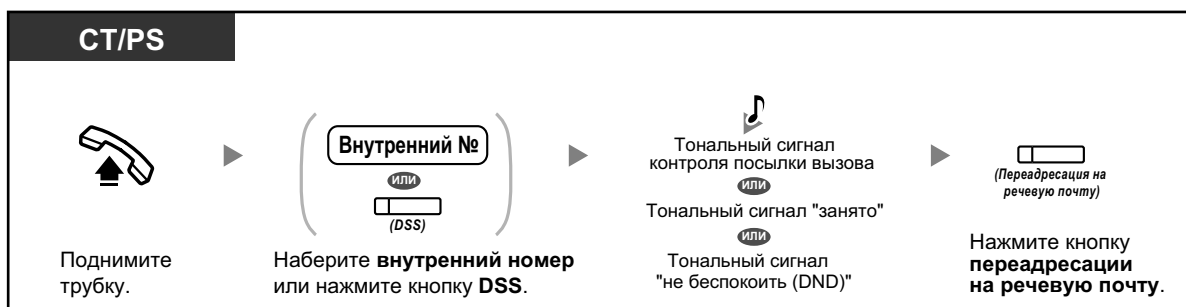 CT/PS
Внутренний №
или
(DSS)
Наберите внутренний номер
или нажмите кнопку DSS.
Поднимите
трубку.
Тональный сигнал
контроля посылки вызова
или
Тональный сигнал "занято"
или
Тональный сигнал
"не беспокоить (DND)"
(Переадресация на
речевую почту)
Нажмите кнопку
переадресации
на речевую почту.